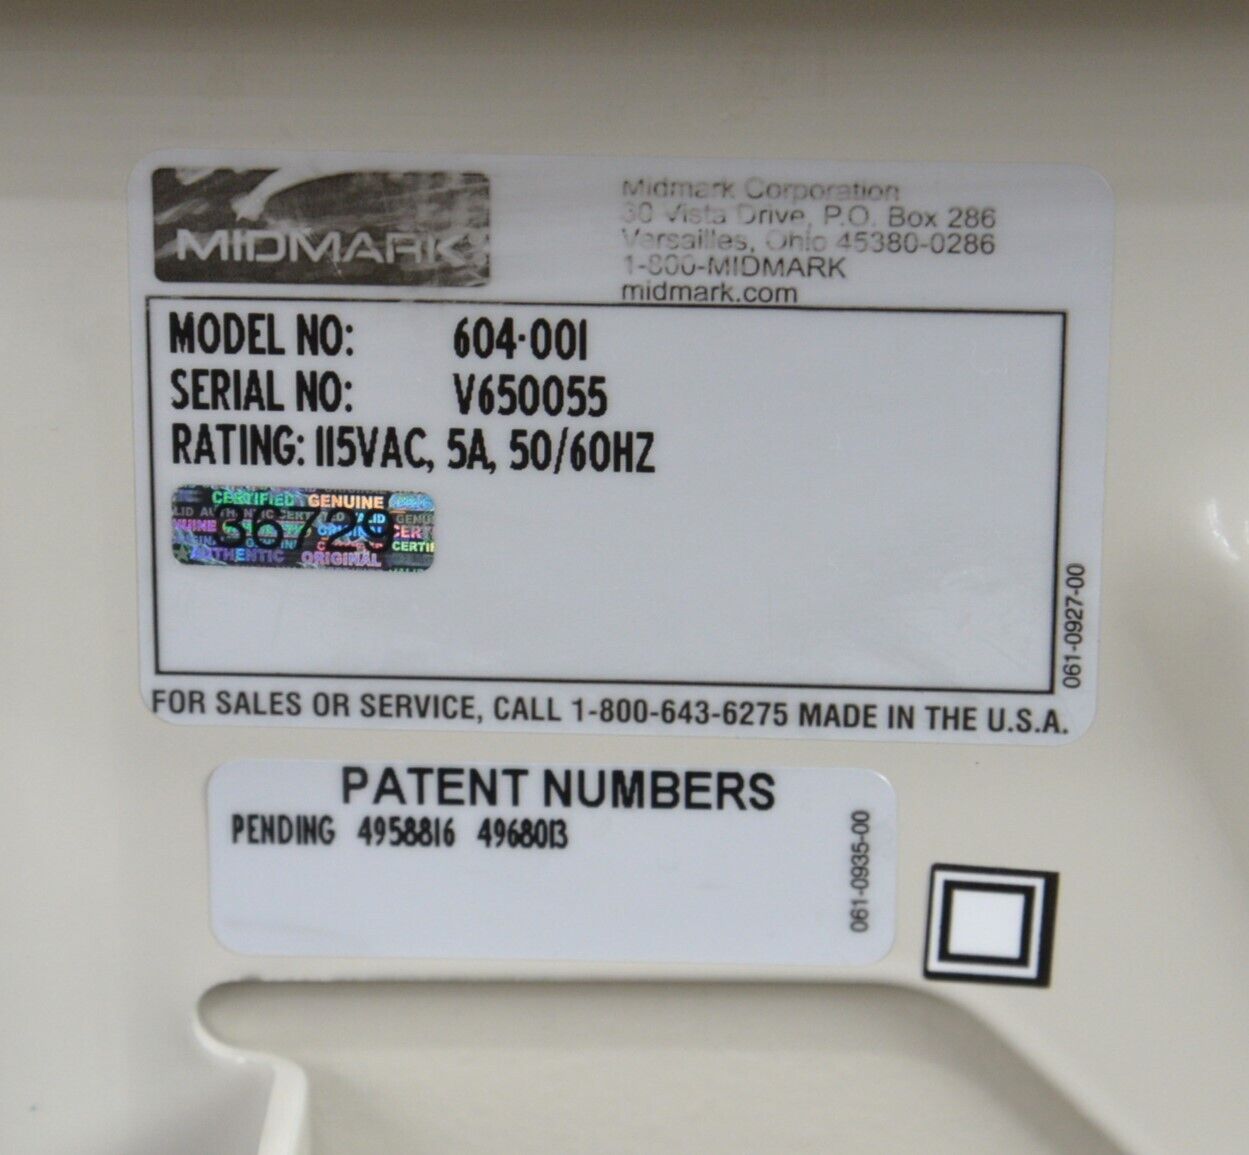 MIDMARK
Midmark Corporation
60 Vista Drive, P.O. Box 286
Versailles, Ohio 45380-0286
1-800-MIDMARK
midmark.com
MODEL NO: 604-001
SERIAL NO: V650055
RATING: 115VAC, 5A, 50/60HZ
CERTIFIED GENUINE
36729
AUTHENTIC ORIGINAL
061-0927-00
FOR SALES OR SERVICE, CALL 1-800-643-6275 MADE IN THE U.S.A.
PATENT NUMBERS
PENDING 4958816 4968013
061-0935-00